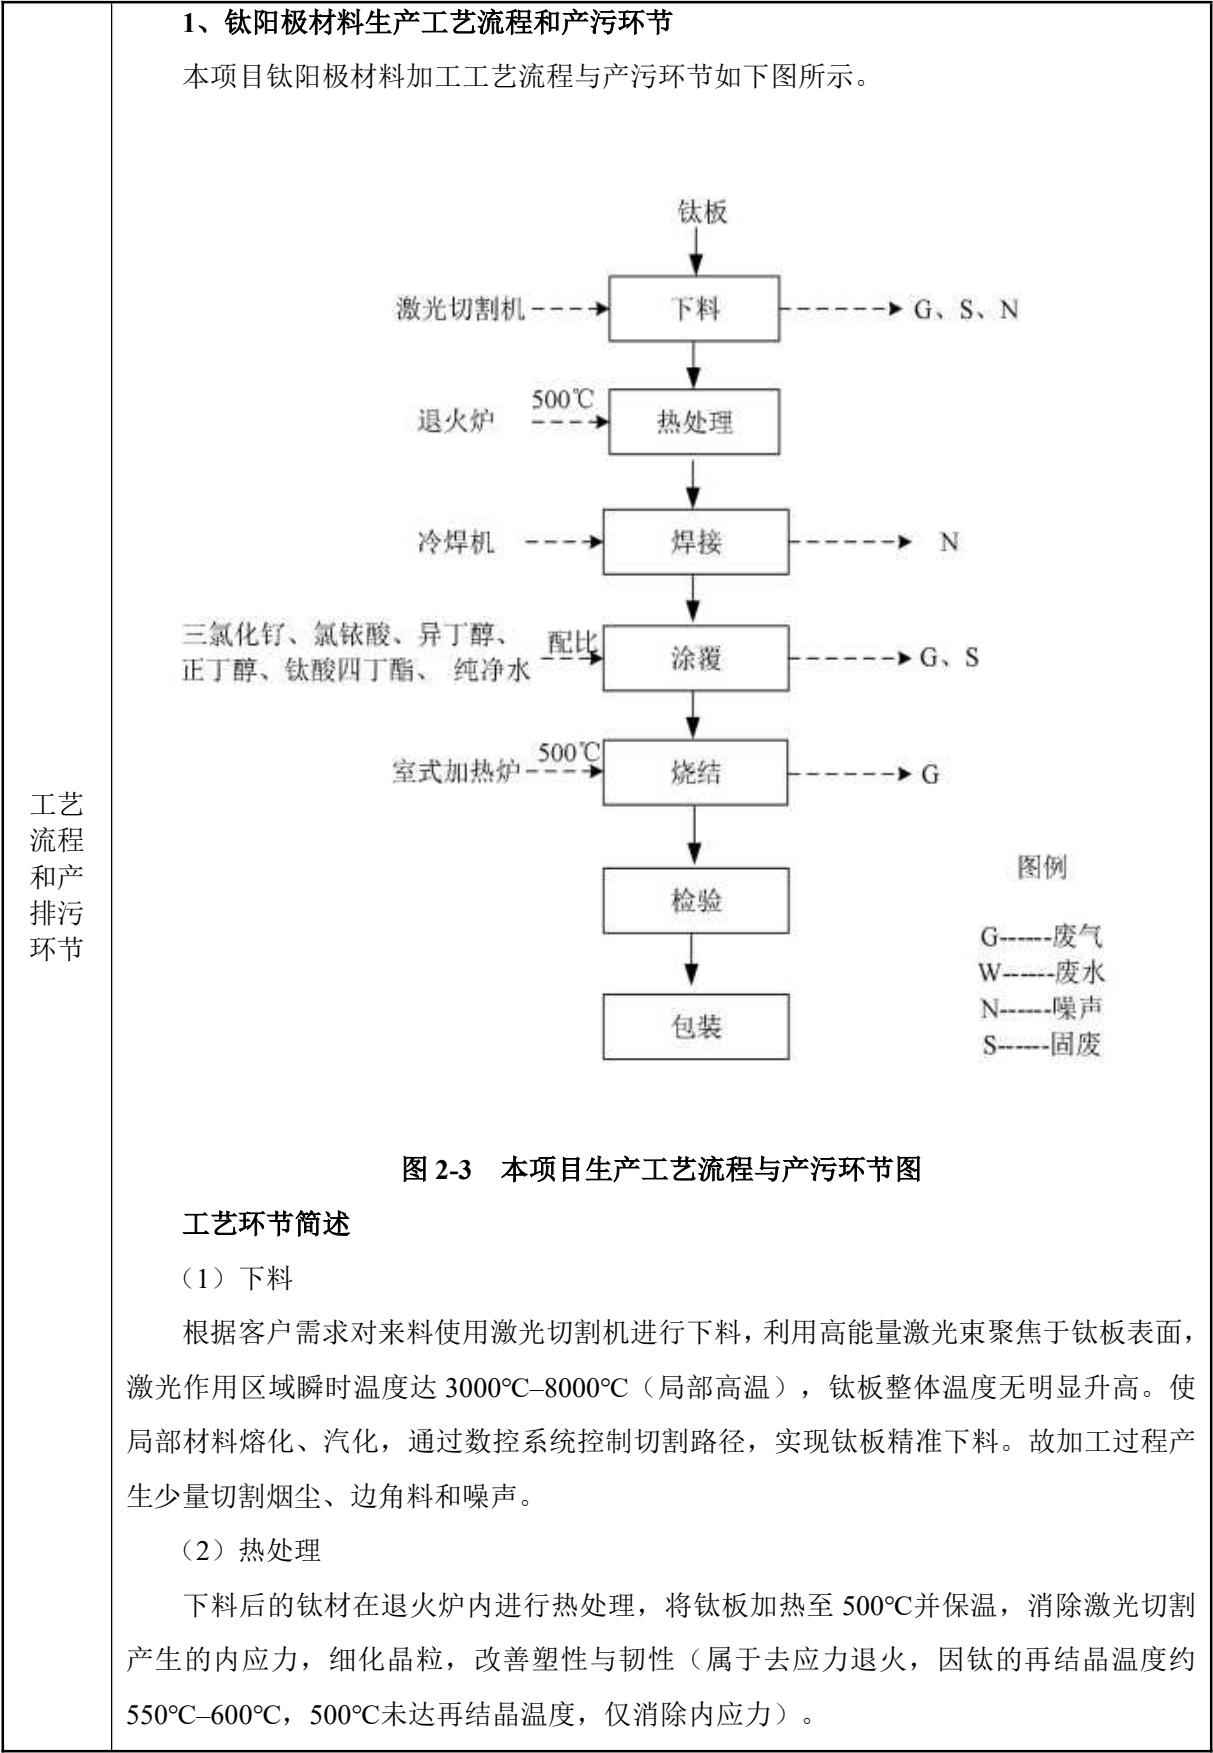 1、钛阳极材料生产工艺流程和产污环节
本项目钛阳极材料加工工艺流程与产污环节如下图所示。
钛板
激光切割机
下料
G、S、N
500℃
退火炉
热处理
冷焊机
焊接
N
三氯化钌、氯铱酸、异丁醇、
正丁醇、钛酸四丁酯、 纯净水
配比
涂覆
G、S
500℃
室式加热炉
烧结
G
检验
包装
图例
G------废气
W------废水
N------噪声
S------固废
工艺
流程
和产
排污
环节
图 2-3 本项目生产工艺流程与产污环节图
工艺环节简述
（1）下料
根据客户需求对来料使用激光切割机进行下料，利用高能量激光束聚焦于钛板表面，
激光作用区域瞬时温度达 3000℃–8000℃（局部高温），钛板整体温度无明显升高。使
局部材料熔化、汽化，通过数控系统控制切割路径，实现钛板精准下料。故加工过程产
生少量切割烟尘、边角料和噪声。
（2）热处理
下料后的钛材在退火炉内进行热处理，将钛板加热至 500℃并保温，消除激光切割
产生的内应力，细化晶粒，改善塑性与韧性（属于去应力退火，因钛的再结晶温度约
550℃–600℃，500℃未达再结晶温度，仅消除内应力）。